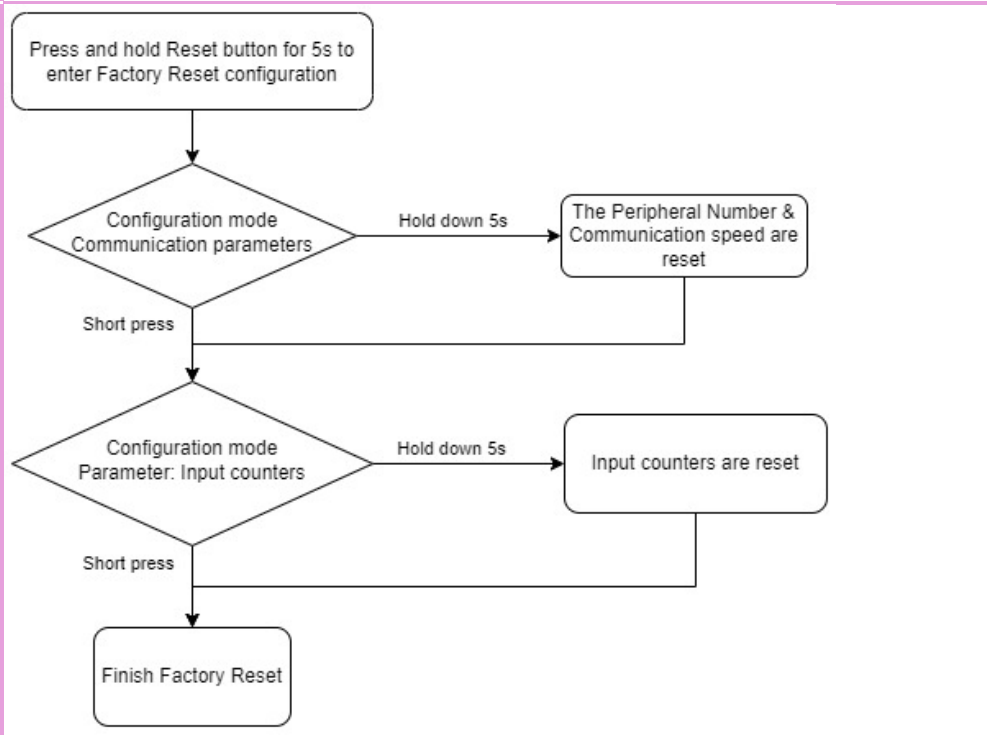 Press and hold Reset button for 5s to
enter Factory Reset configuration
Configuration mode
Communication parameters
Hold down 5s
The Peripheral Number &
Communication speed are
reset
Short press
Configuration mode
Parameter: Input counters
Hold down 5s
Input counters are reset
Short press
Finish Factory Reset